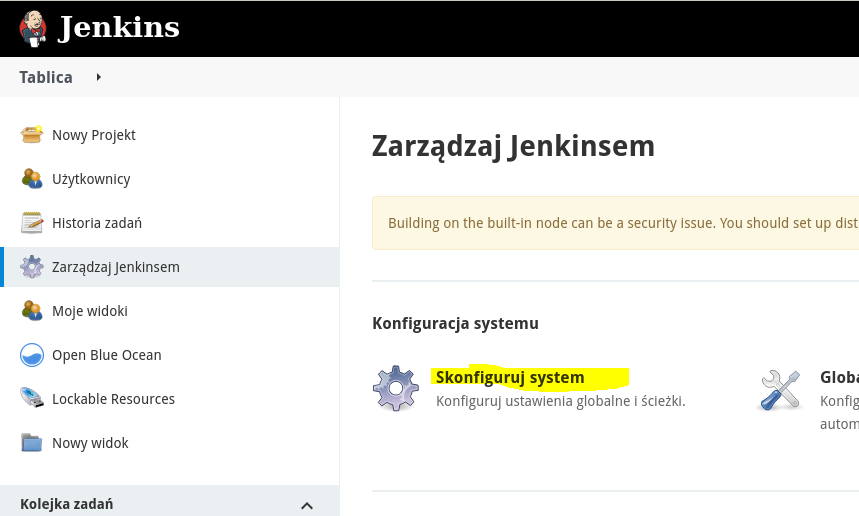 Jenkins
Tablica
Nowy Projekt
Użytkownicy
Historia zadań
Zarządzaj Jenkinsem
Moje widoki
Open Blue Ocean
Lockable Resources
Nowy widok
Kolejka zadań
Zarządzaj Jenkinsem
Building on the built-in node can be a security issue. You should set up dist
Konfiguracja systemu
Skonfiguruj system
Konfiguruj ustawienia globalne i ścieżki.
Globa
Konfig
autom